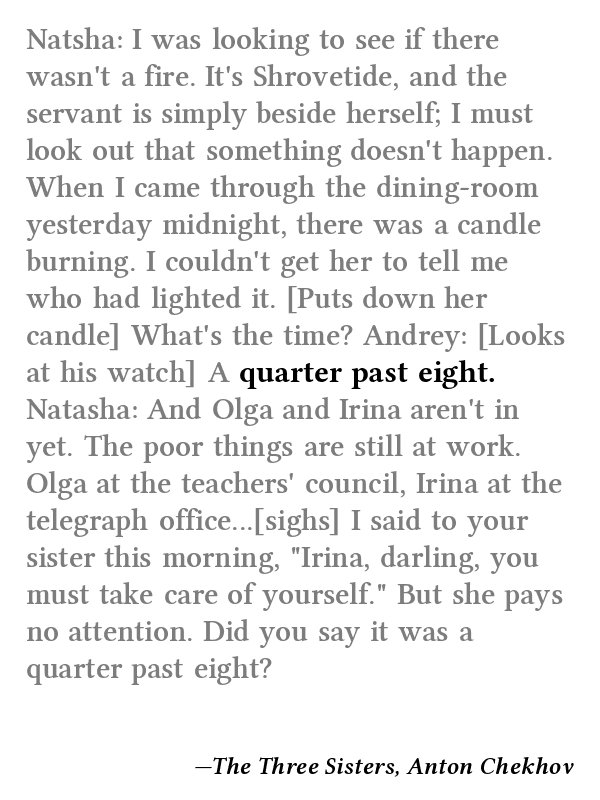 Natsha: I was looking to see if there
wasn't a fire. It's Shrovetide, and the
servant is simply beside herself; I must
look out that something doesn't happen.
When I came through the dining-room
yesterday midnight, there was a candle
burning. I couldn't get her to tell me
who had lighted it. [Puts down her
candle] What's the time? Andrey: [Looks
at his watch] A quarter past eight.
Natasha: And Olga and Irina aren't in
yet. The poor things are still at work.
Olga at the teachers' council, Irina at the
telegraph office...[sighs] I said to your
sister this morning, "Irina, darling, you
must take care of yourself." But she pays
no attention. Did you say it was a
quarter past eight?
—The Three Sisters, Anton Chekhov